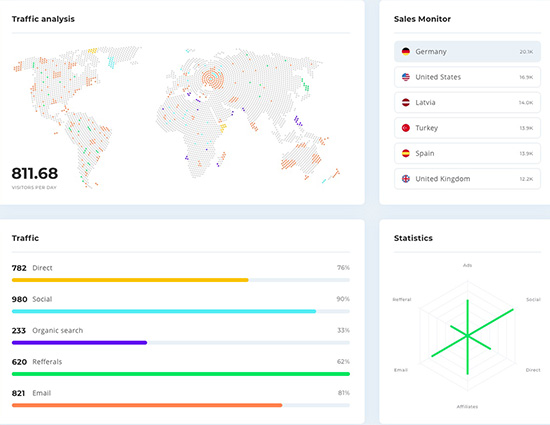 Traffic analysis
811.68
VISITORS PER DAY
Sales Monitor
Germany 20.1K
United States 16.9K
Latvia 14.0K
Turkey 13.9K
Spain 13.9K
United Kingdom 12.2K
Traffic
782 Direct 76%
980 Social 90%
233 Organic search 33%
620 Refferals 62%
821 Email 81%
Statistics
Ads
Refferal Social
Email Direct
Affiliates